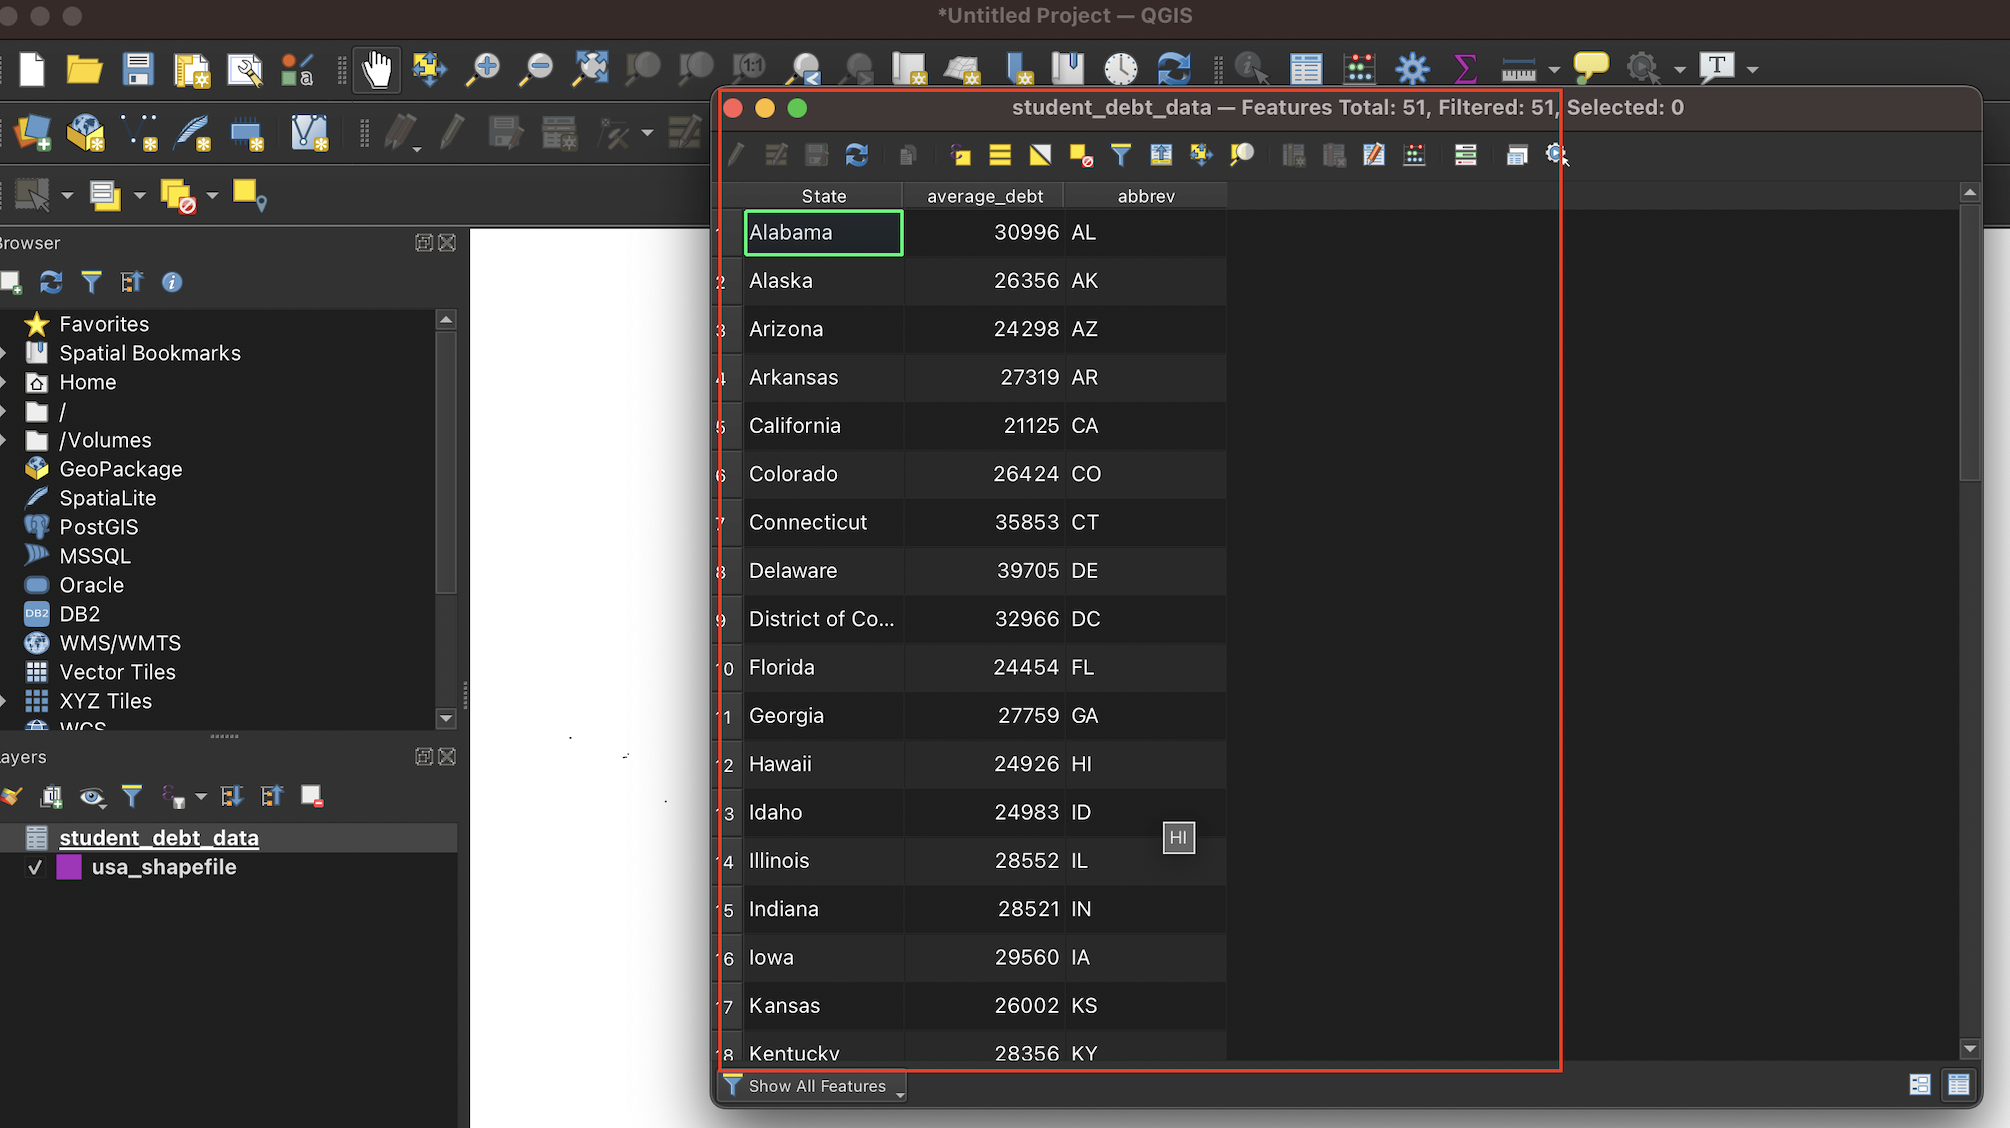 *Untitled Project — QGIS
student_debt_data — Features Total: 51, Filtered: 51, Selected: 0
State average_debt abbrev
1 Alabama 30996 AL
2 Alaska 26356 AK
3 Arizona 24298 AZ
4 Arkansas 27319 AR
5 California 21125 CA
6 Colorado 26424 CO
7 Connecticut 35853 CT
8 Delaware 39705 DE
9 District of Co... 32966 DC
10 Florida 24454 FL
11 Georgia 27759 GA
12 Hawaii 24926 HI
13 Idaho 24983 ID
HI
14 Illinois 28552 IL
15 Indiana 28521 IN
16 Iowa 29560 IA
17 Kansas 26002 KS
18 Kentucky 28356 KY
Show All Features
Browser
Favorites
Spatial Bookmarks
Home
/
/Volumes
GeoPackage
SpatiaLite
PostGIS
MSSQL
Oracle
DB2 DB2
WMS/WMTS
Vector Tiles
XYZ Tiles
WCS
ayers
student_debt_data
usa_shapefile